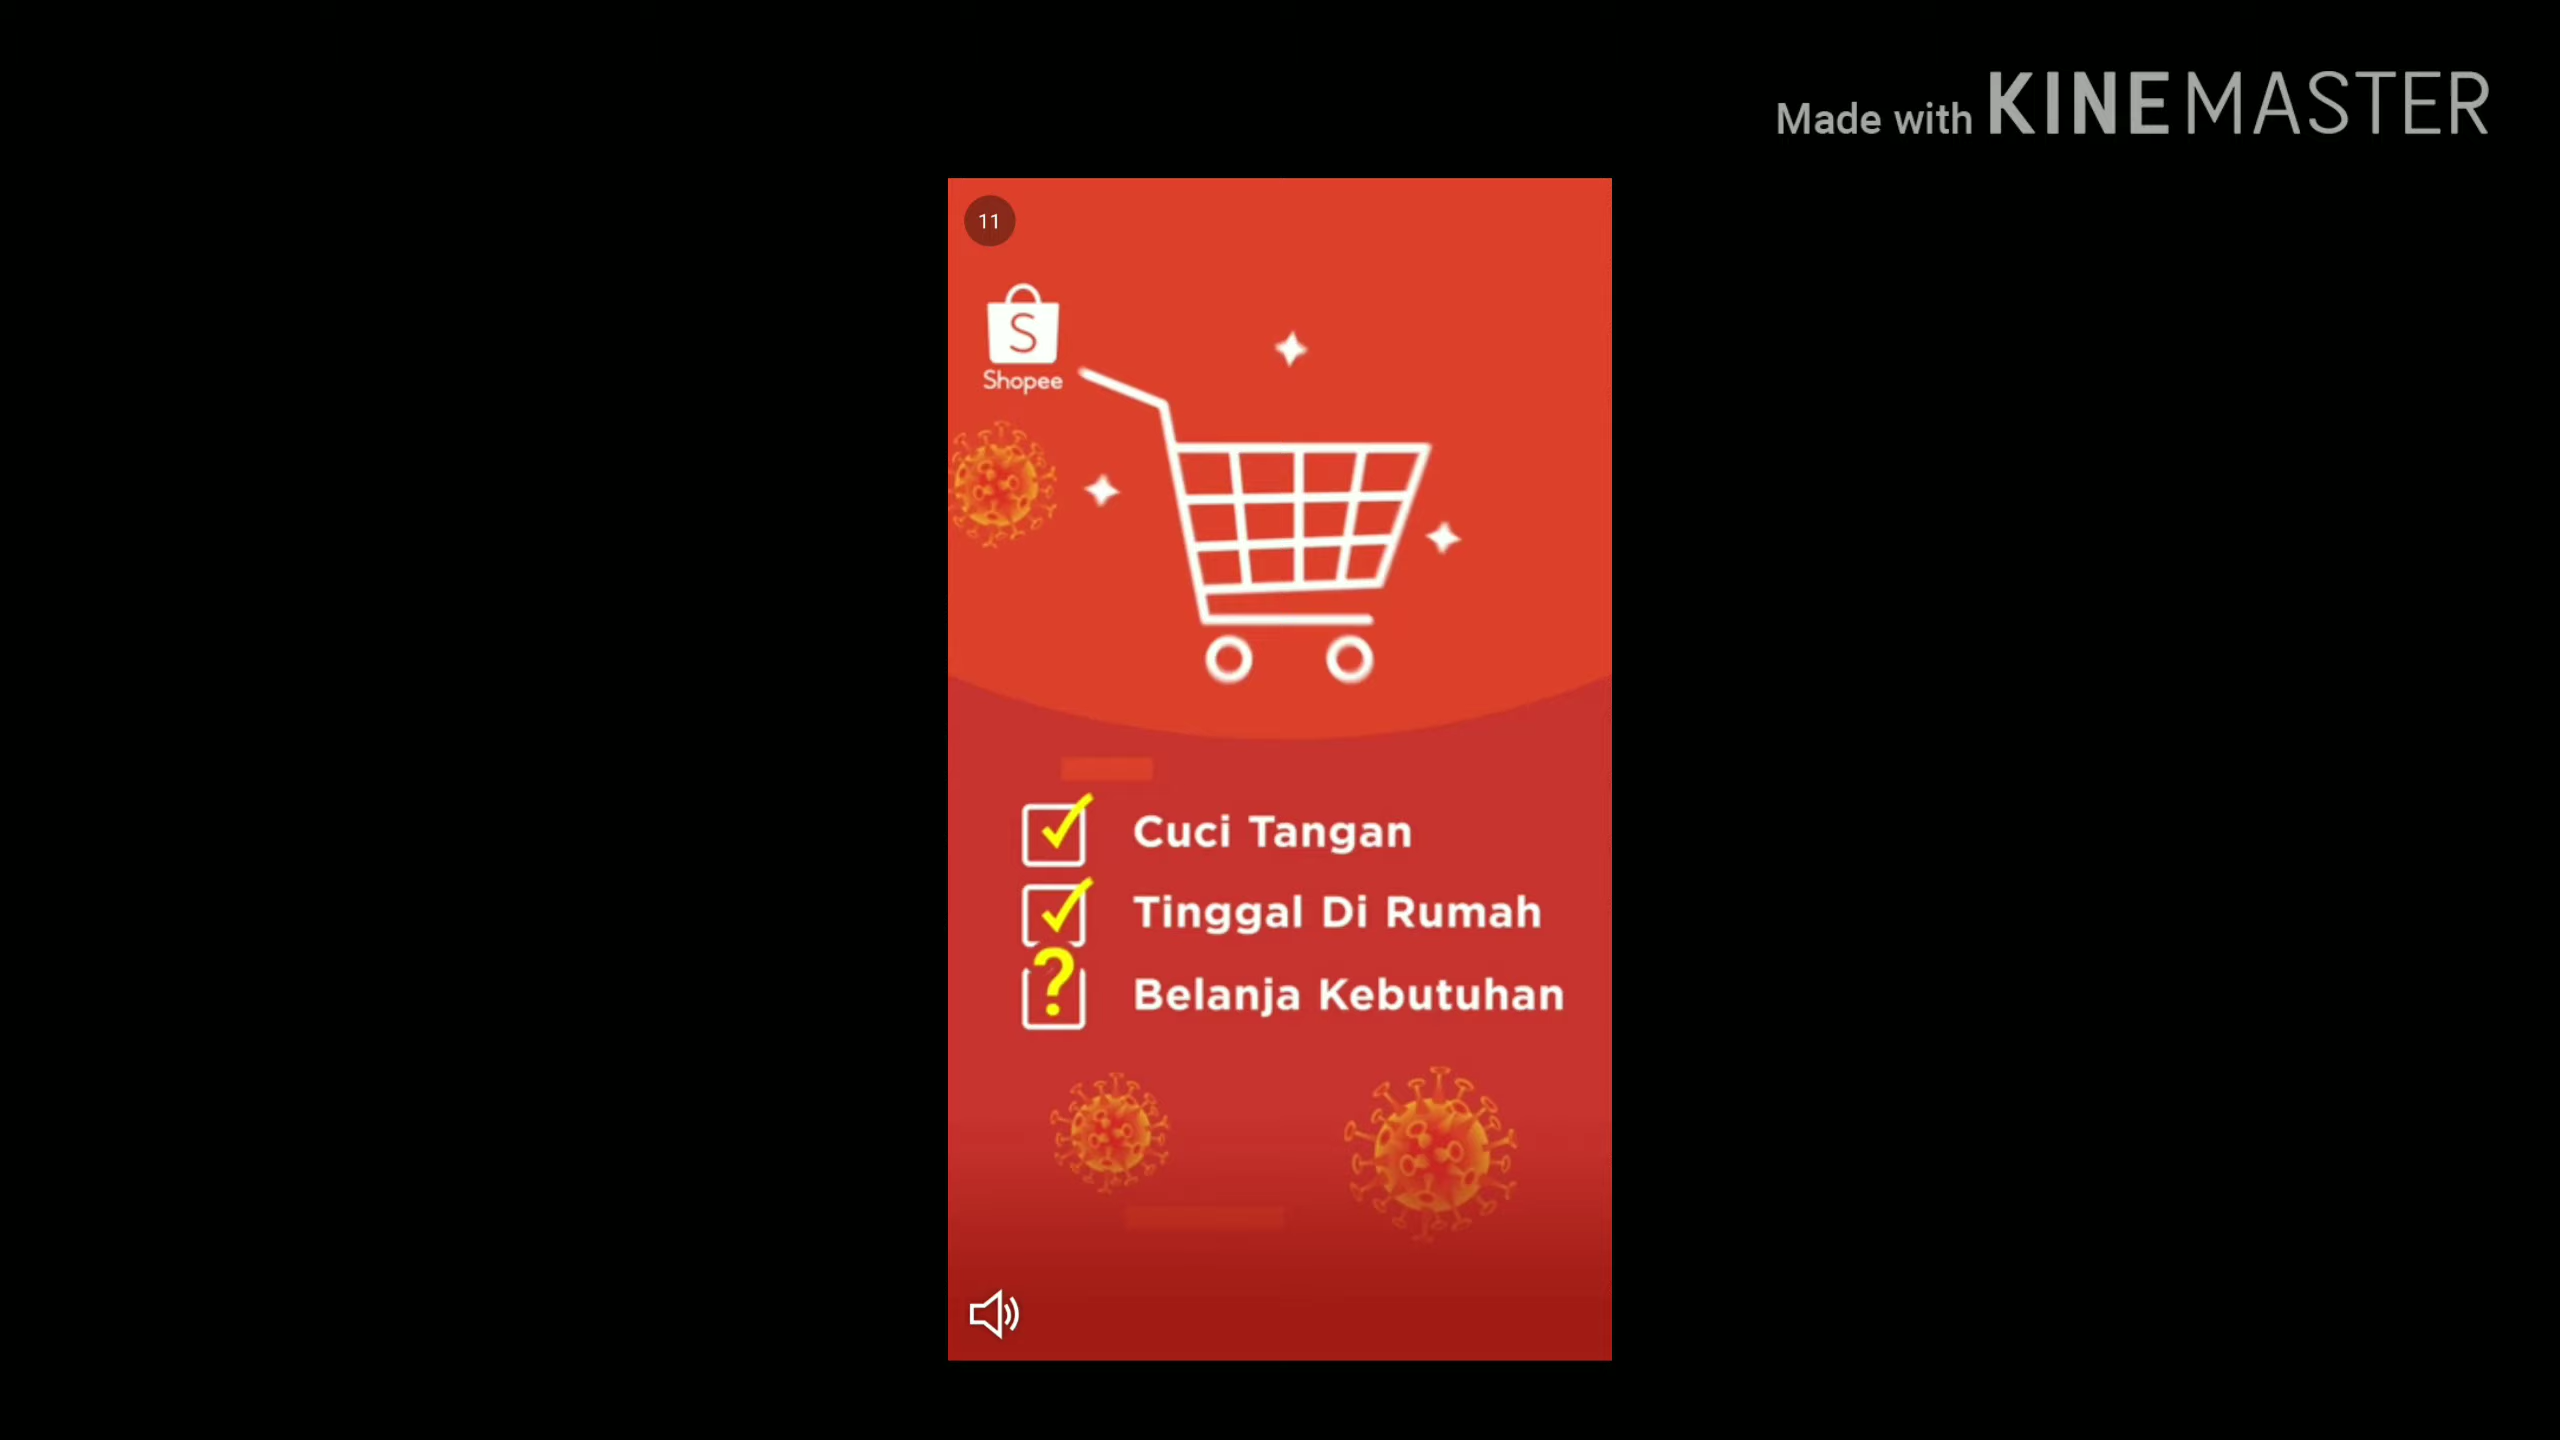 Made with KINEMASTER
11
S
Shopee
Cuci Tangan
Tinggal Di Rumah
? Belanja Kebutuhan